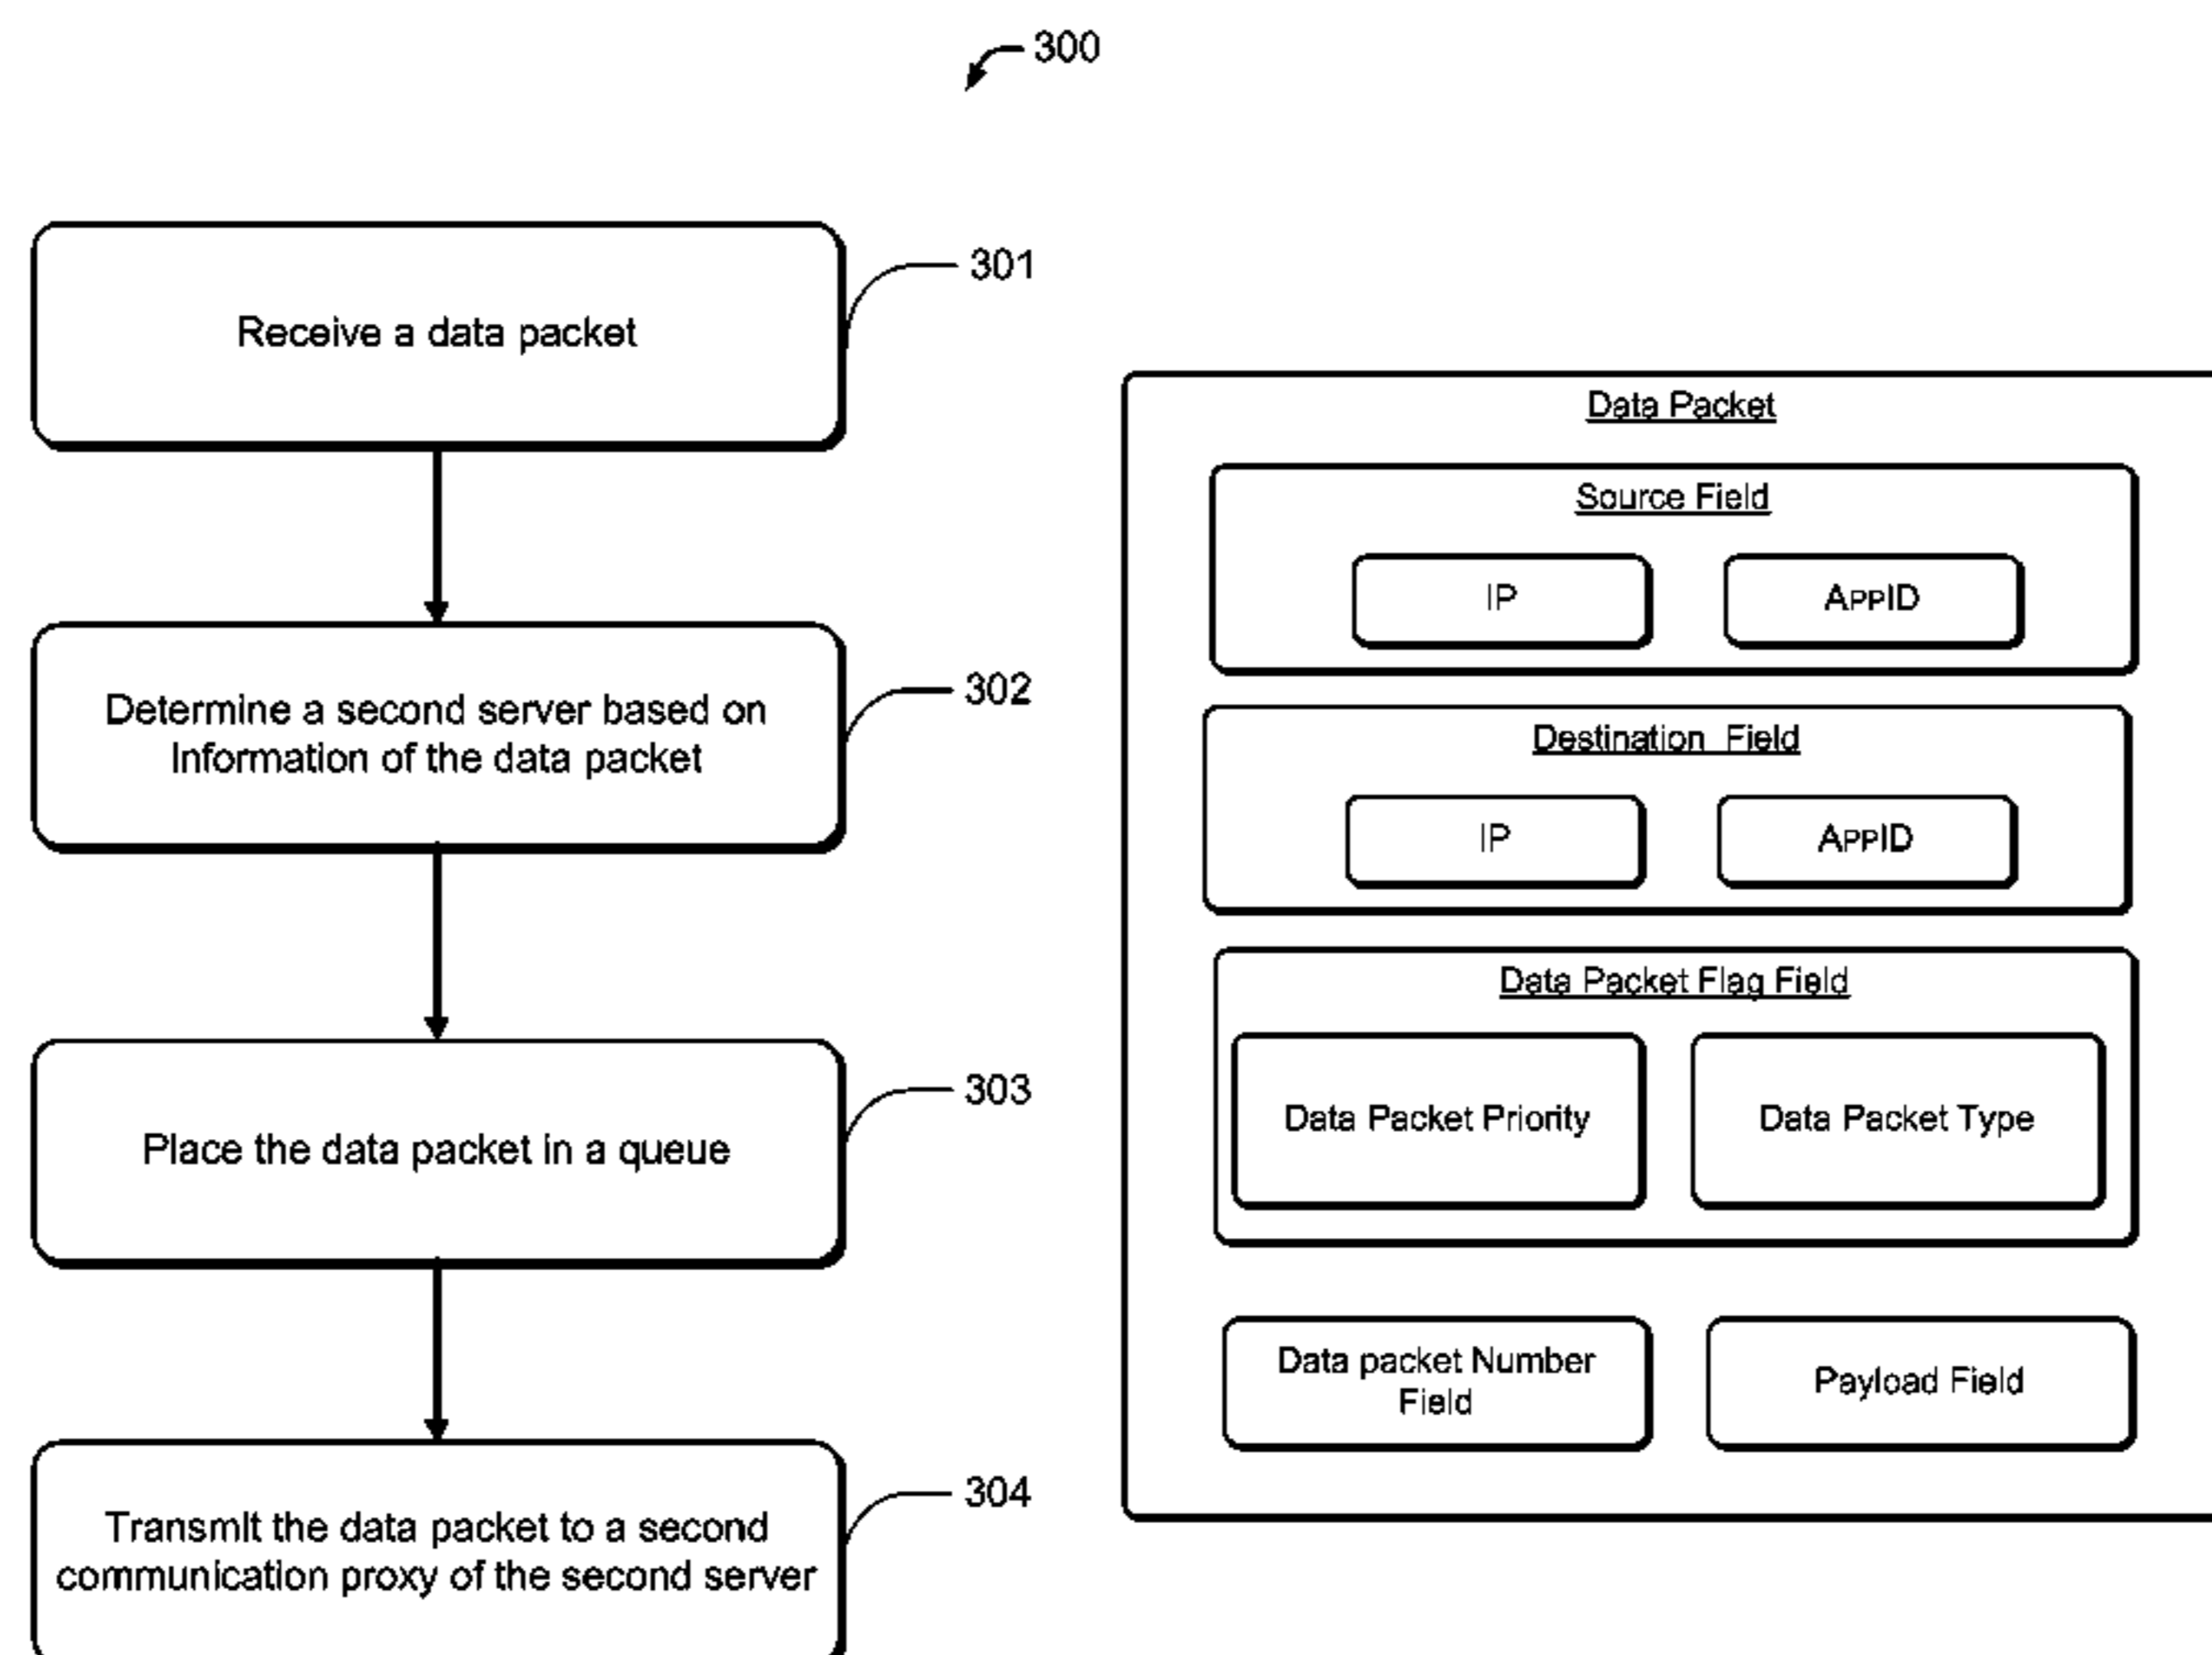 300
Receive a data packet
301
Determine a second server based on
Information of the data packet
302
Place the data packet in a queue
303
Transmit the data packet to a second
communication proxy of the second server
304
Data Packet
Source Field
IP
APPID
Destination Field
IP
APPID
Data Packet Flag Field
Data Packet Priority
Data Packet Type
Data packet Number
Field
Payload Field